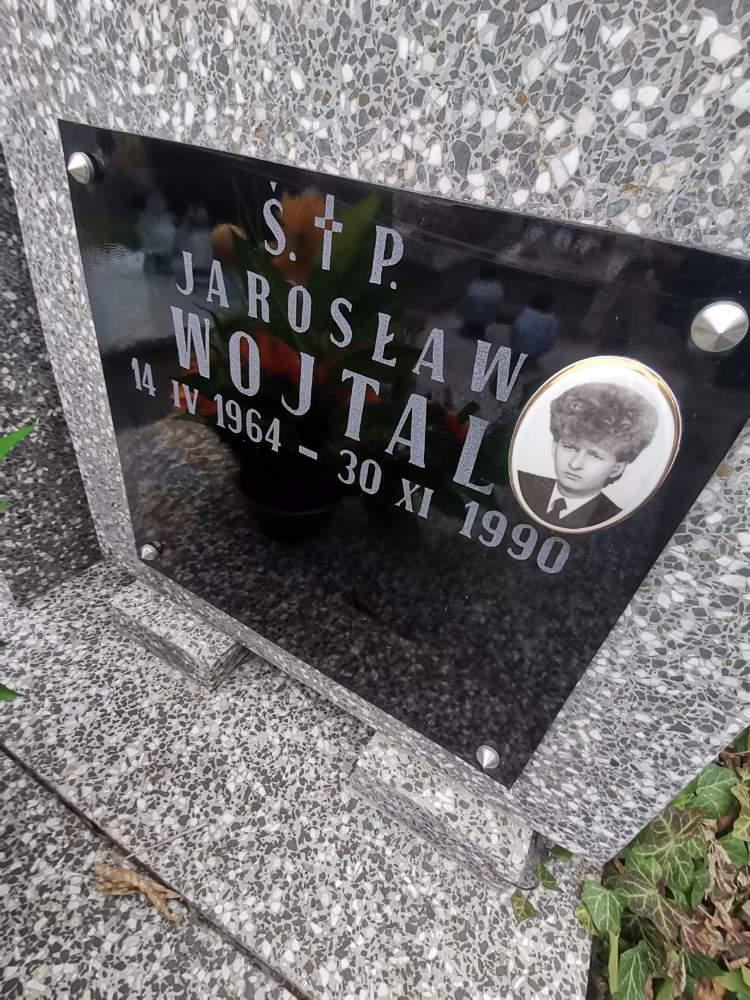 Ś. † P.
JAROSŁAW
WOJTAL
14 IV 1964 - 30 XI 1990